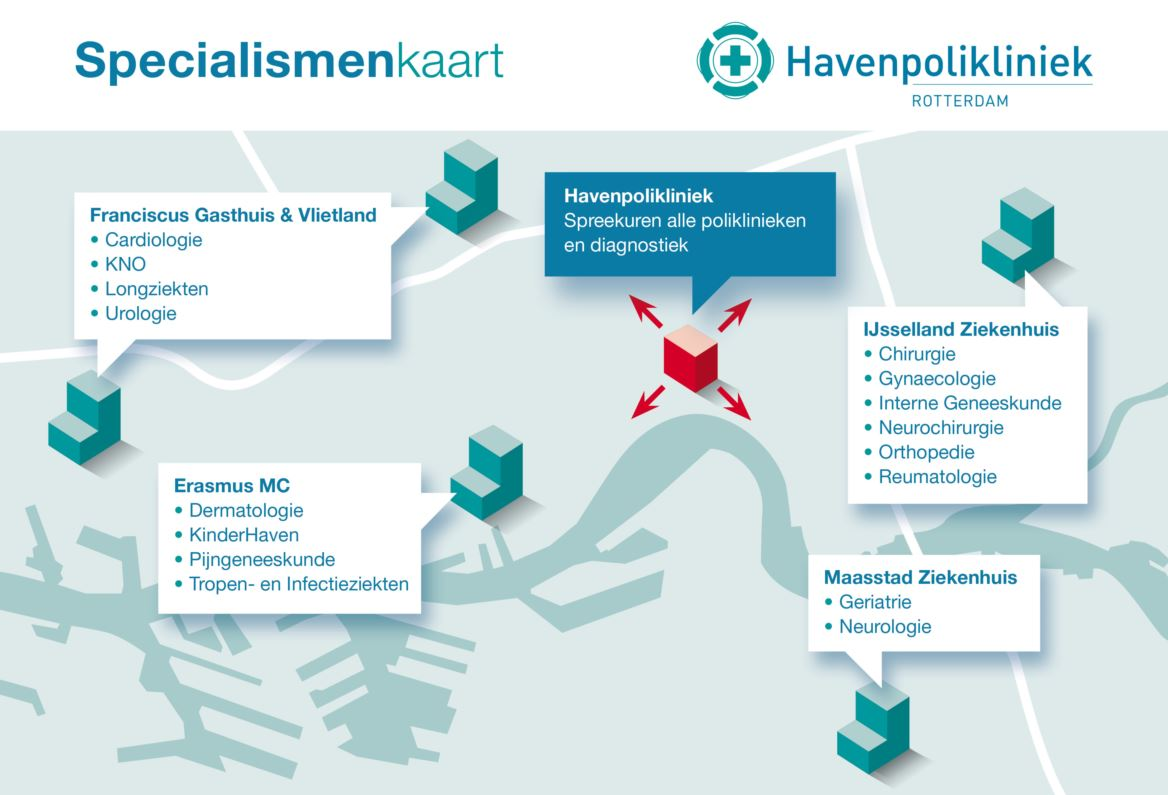 Specialismenkaart
Havenpolikliniek
ROTTERDAM
Franciscus Gasthuis & Vlietland
• Cardiologie
• KNO
• Longziekten
• Urologie
Havenpolikliniek
Spreekuren alle poliklinieken
en diagnostiek
IJsselland Ziekenhuis
• Chirurgie
• Gynaecologie
• Interne Geneeskunde
• Neurochirurgie
• Orthopedie
• Reumatologie
Erasmus MC
• Dermatologie
• KinderHaven
• Pijngeneeskunde
• Tropen- en Infectieziekten
Maasstad Ziekenhuis
• Geriatrie
• Neurologie